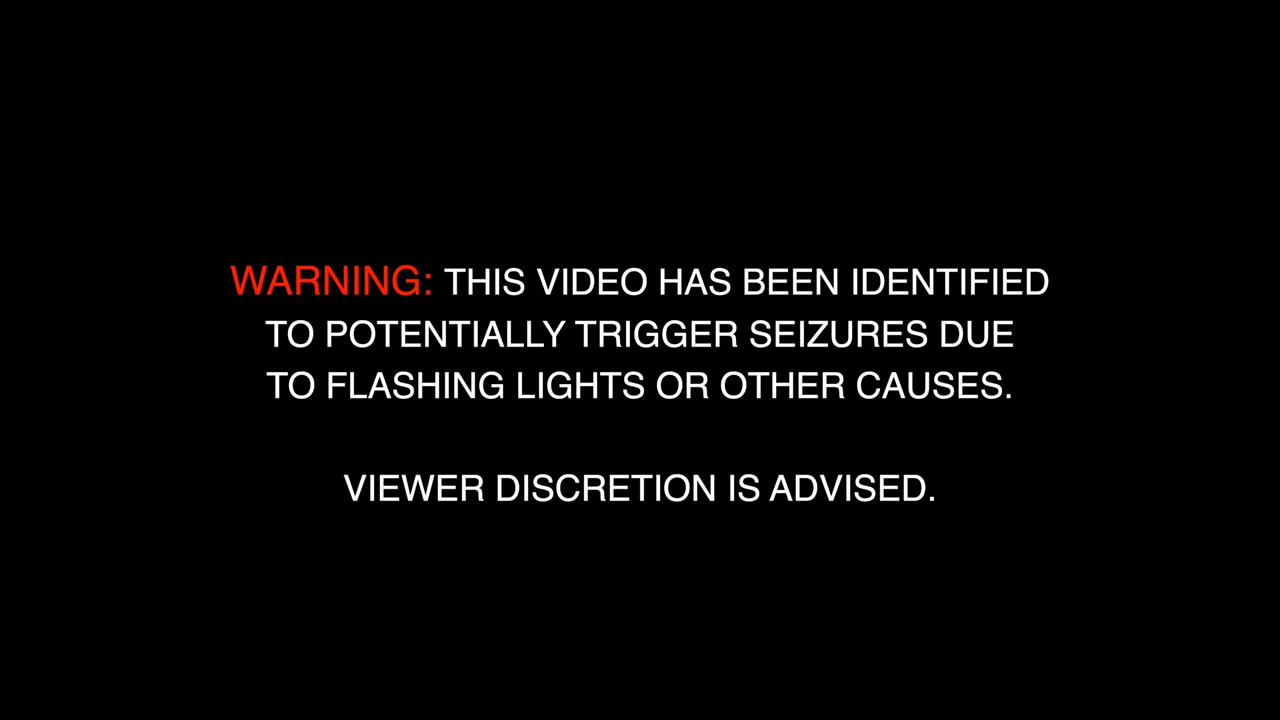 WARNING: THIS VIDEO HAS BEEN IDENTIFIED
TO POTENTIALLY TRIGGER SEIZURES DUE
TO FLASHING LIGHTS OR OTHER CAUSES.
VIEWER DISCRETION IS ADVISED.